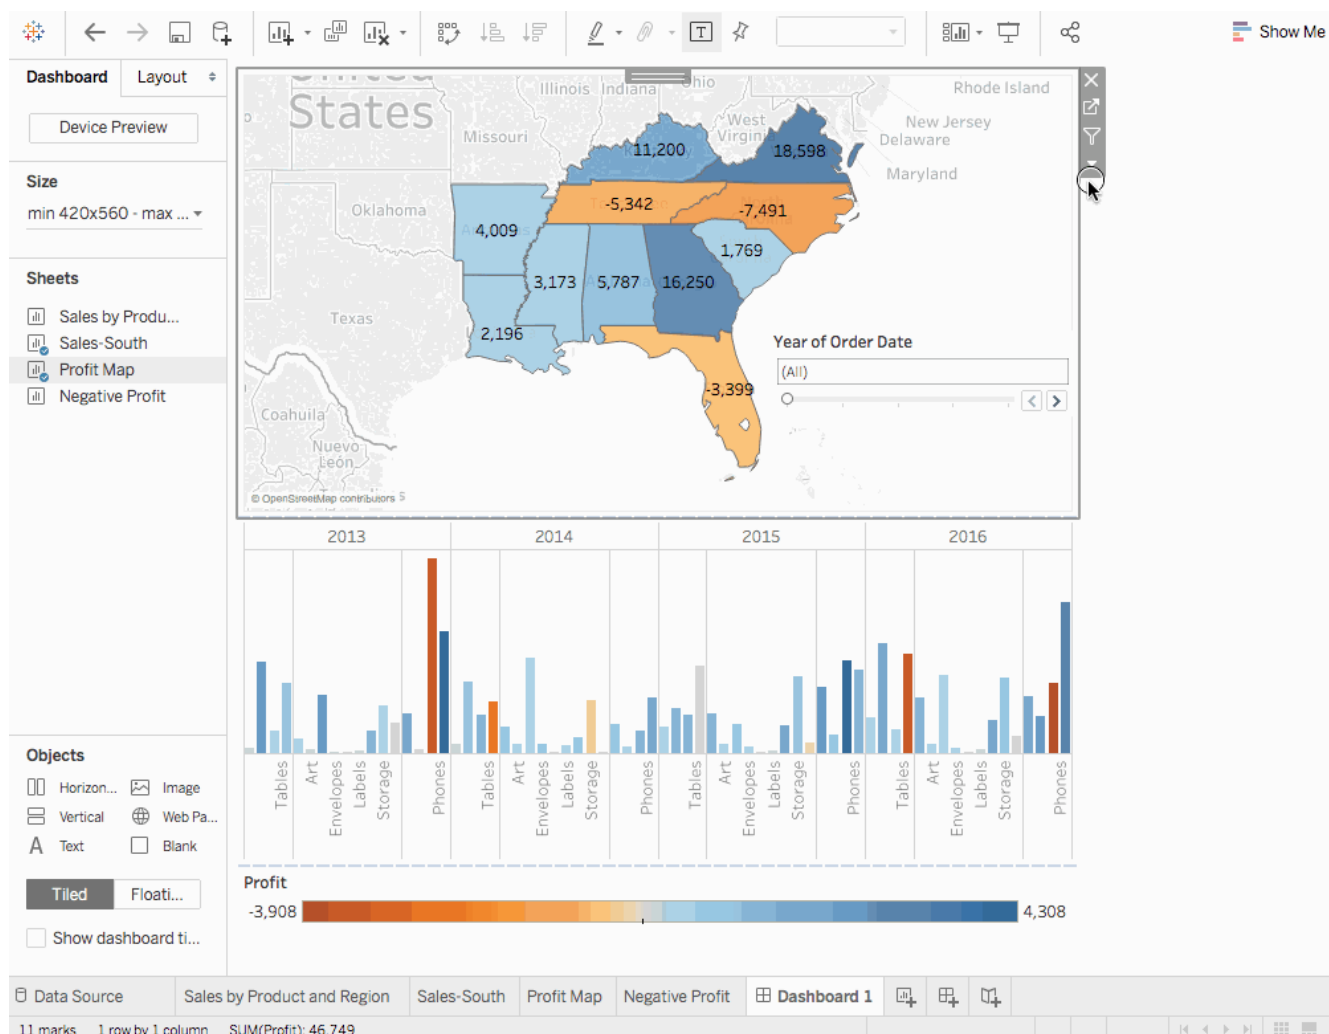 Show Me
Dashboard
Layout
Device Preview
Size
min 420x560 - max ...
Sheets
Sales by Produ...
Sales-South
Profit Map
Negative Profit
Objects
Horizon...
Image
Vertical
Web Pa...
A Text
Blank
Tiled
Floati...
Show dashboard ti...
United
States
Illinois
Indiana
Ohio
Rhode Island
Missouri
West
Virgin
New Jersey
Delaware
Maryland
11,200
18,598
Oklahoma
-5,342
-7,491
4,009
1,769
3,173
5,787
16,250
Texas
2,196
Year of Order Date
(All)
-3,399
Coahuila
Nuevo
León
© OpenStreetMap contributors
2013
2014
2015
2016
Tables
Art
Envelopes
Labels
Storage
Phones
Tables
Art
Envelopes
Labels
Storage
Phones
Tables
Art
Envelopes
Labels
Storage
Phones
Tables
Art
Envelopes
Labels
Storage
Phones
Profit
-3,908
4,308
Data Source
Sales by Product and Region
Sales-South
Profit Map
Negative Profit
Dashboard 1
11 marks
1 row by 1 column
SUM(Profit): 46,749